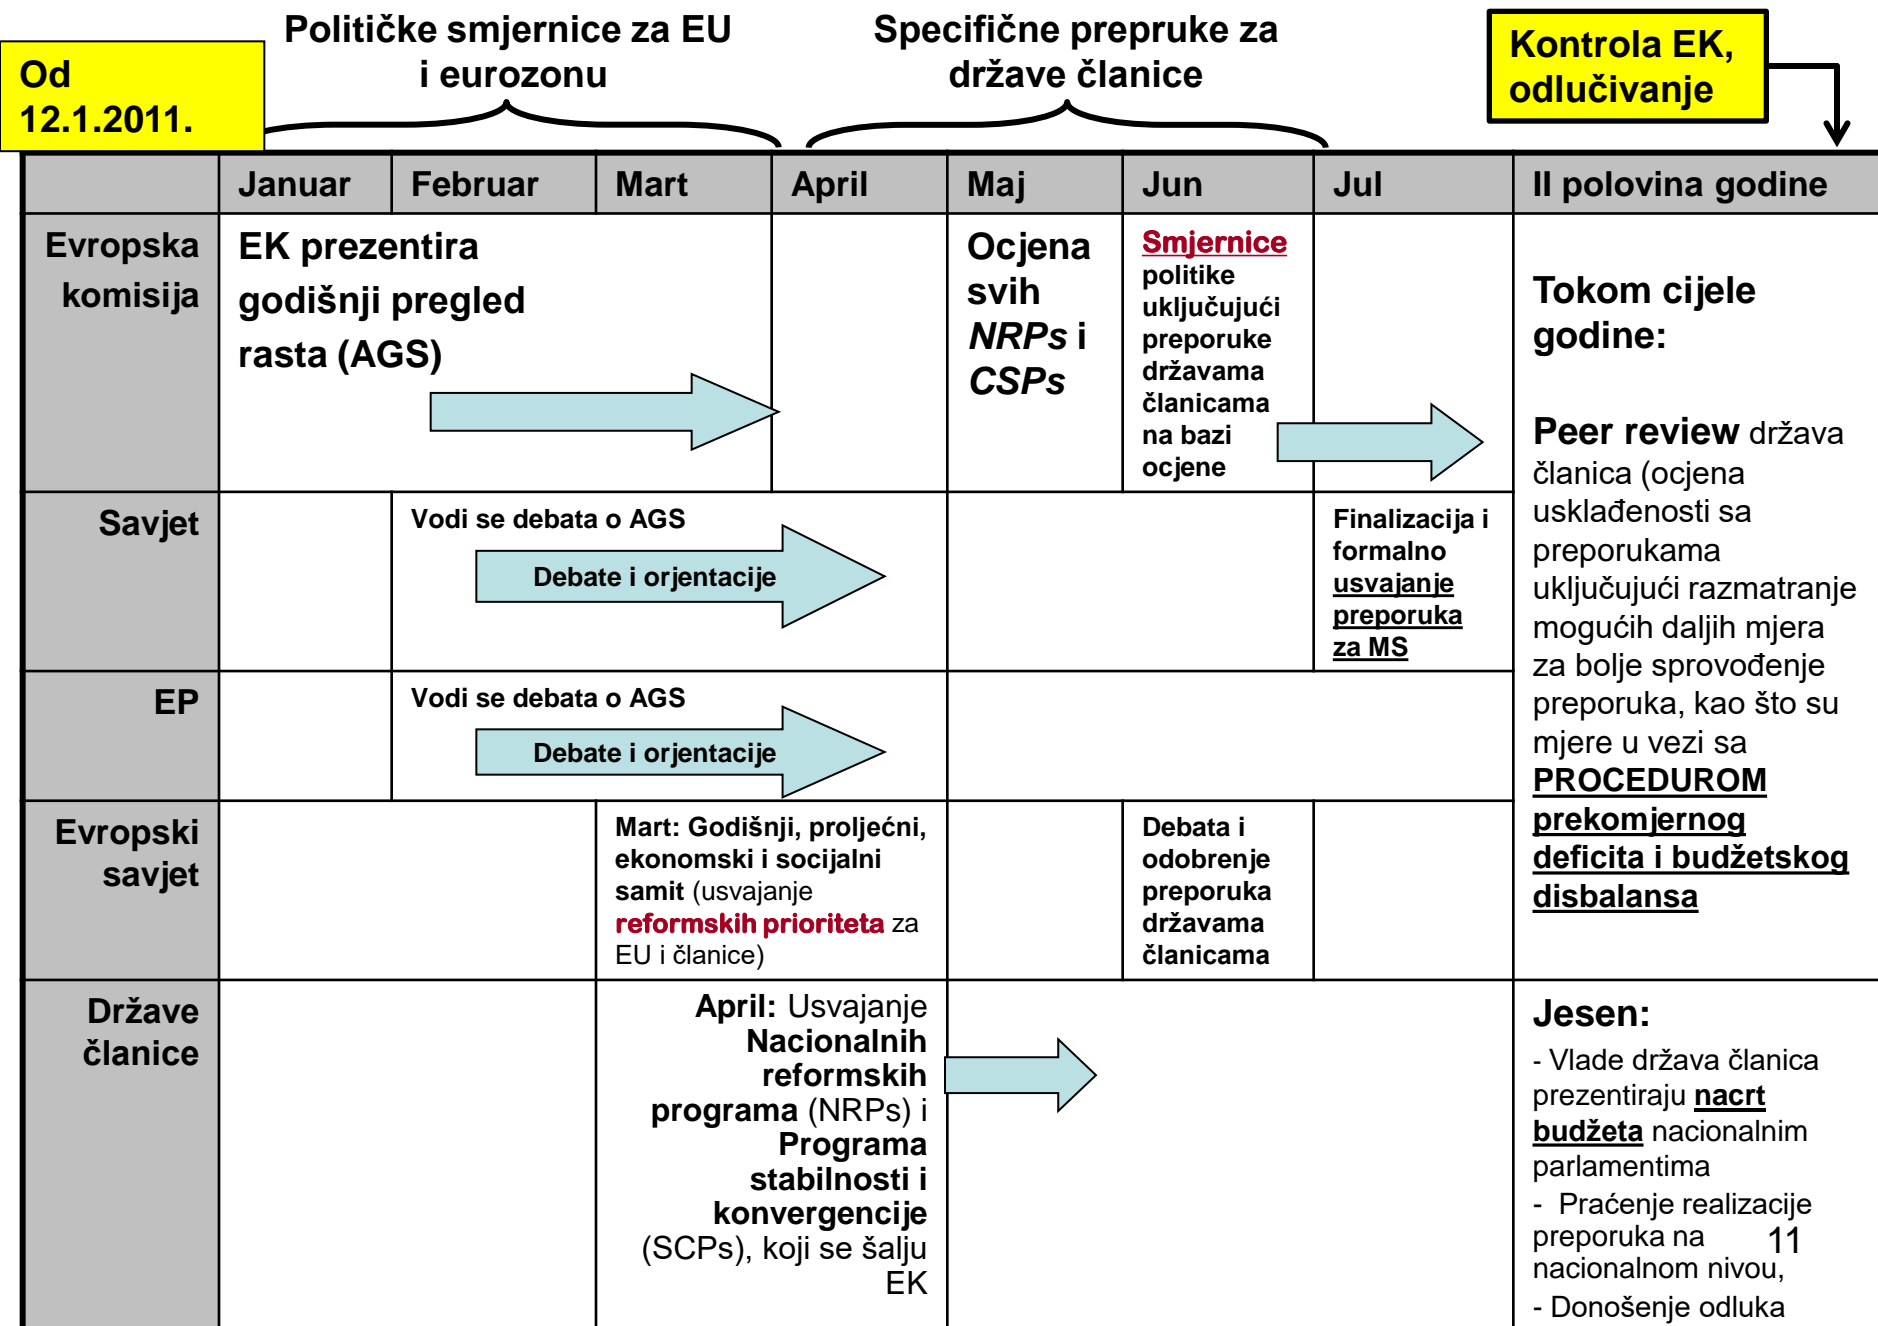 Političke smjernice za EU
i eurozonu
Specifične prepruke za
države članice
Kontrola EK,
odlučivanje
Od
12.1.2011.
Januar
Februar
Mart
April
Maj
Jun
Jul
II polovina godine
Evropska
komisija
EK prezentira
godišnji pregled
rasta (AGS)
Ocjena
svih
NRPs i
CSPs
Smjernice
politike
uključujući
preporuke
državama
članicama
na bazi
ocjene
Tokom cijele
godine:
Peer review država
članica (ocjena
usklađenosti sa
preporukama
uključujući razmatranje
mogućih daljih mjera
za bolje sprovođenje
preporuka, kao što su
mjere u vezi sa
PROCEDUROM
prekomjernog
deficita i budžetskog
disbalansa
Savjet
Vodi se debata o AGS
Debate i orjentacije
Finalizacija i
formalno
usvajanje
preporuka
za MS
EP
Vodi se debata o AGS
Debate i orjentacije
Evropski
savjet
Mart: Godišnji, proljećni,
ekonomski i socijalni
samit (usvajanje
reformskih prioriteta za
EU i članice)
Debata i
odobrenje
preporuka
državama
članicama
Države
članice
April: Usvajanje
Nacionalnih
reformskih
programa (NRPs) i
Programa
stabilnosti i
konvergencije
(SCPs), koji se šalju
EK
Jesen:
- Vlade država članica
prezentiraju nacrt
budžeta nacionalnim
parlamentima
- Praćenje realizacije
preporuka na
nacionalnom nivou,
- Donošenje odluka
11